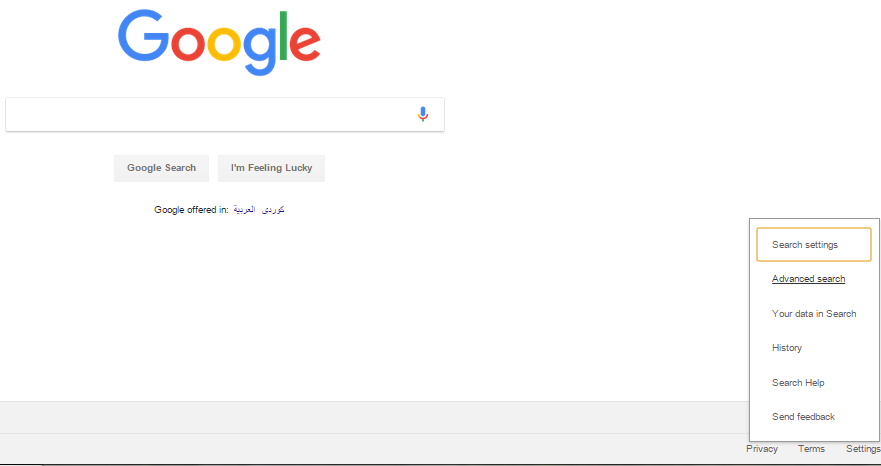 Google
Google Search I'm Feeling Lucky
Google offered in: العربية كوردی
Search settings
Advanced search
Your data in Search
History
Search Help
Send feedback
Privacy Terms Settings